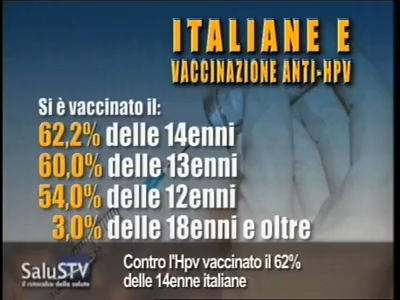 ITALIANE E
VACCINAZIONE ANTI-HPV
Si è vaccinato il:
62,2% delle 14enni
60,0% delle 13enni
54,0% delle 12enni
3,0% delle 18enni e oltre
Contro l'Hpv vaccinato il 62%
delle 14enne italiane
SaluSTV
il rotocalco della salute